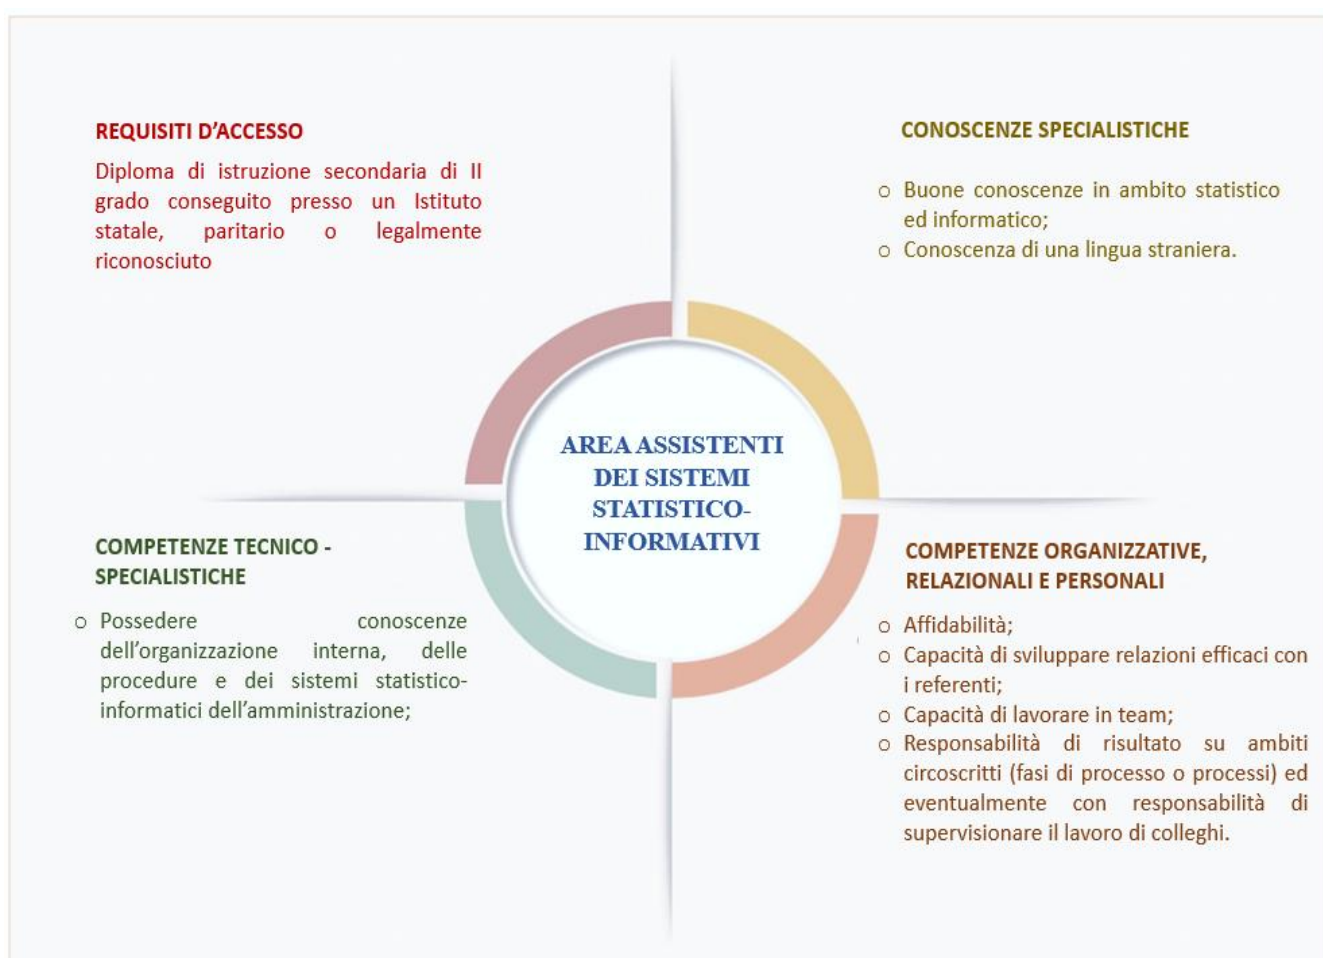 REQUISITI D’ACCESSO
Diploma di istruzione secondaria di II
grado conseguito presso un Istituto
statale, paritario o legalmente
riconosciuto
CONOSCENZE SPECIALISTICHE
o Buone conoscenze in ambito statistico
ed informatico;
o Conoscenza di una lingua straniera.
AREA ASSISTENTI
DEI SISTEMI
STATISTICO-
INFORMATIVI
COMPETENZE TECNICO -
SPECIALISTICHE
o Possedere conoscenze
dell’organizzazione interna, delle
procedure e dei sistemi statistico-
informatici dell’amministrazione;
COMPETENZE ORGANIZZATIVE,
RELAZIONALI E PERSONALI
o Affidabilità;
o Capacità di sviluppare relazioni efficaci con
i referenti;
o Capacità di lavorare in team;
o Responsabilità di risultato su ambiti
circoscritti (fasi di processo o processi) ed
eventualmente con responsabilità di
supervisionare il lavoro di colleghi.